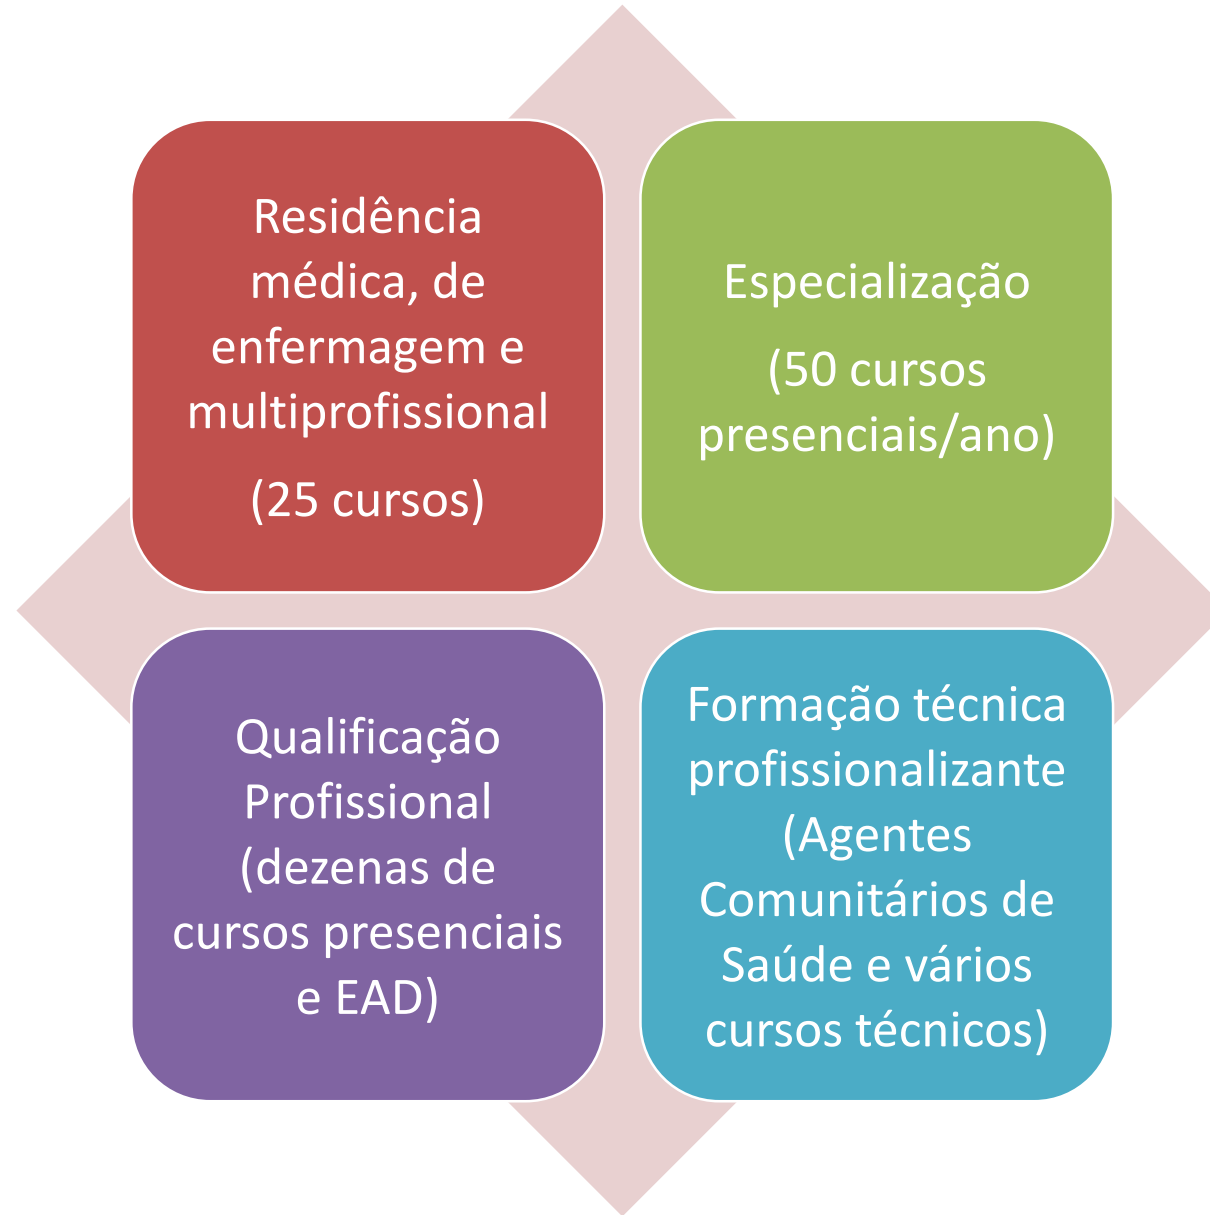 Residência
médica, de
enfermagem e
multiprofissional
(25 cursos)
Especialização
(50 cursos
presenciais/ano)
Qualificação
Profissional
(dezenas de
cursos presenciais
e EAD)
Formação técnica
profissionalizante
(Agentes
Comunitários de
Saúde e vários
cursos técnicos)